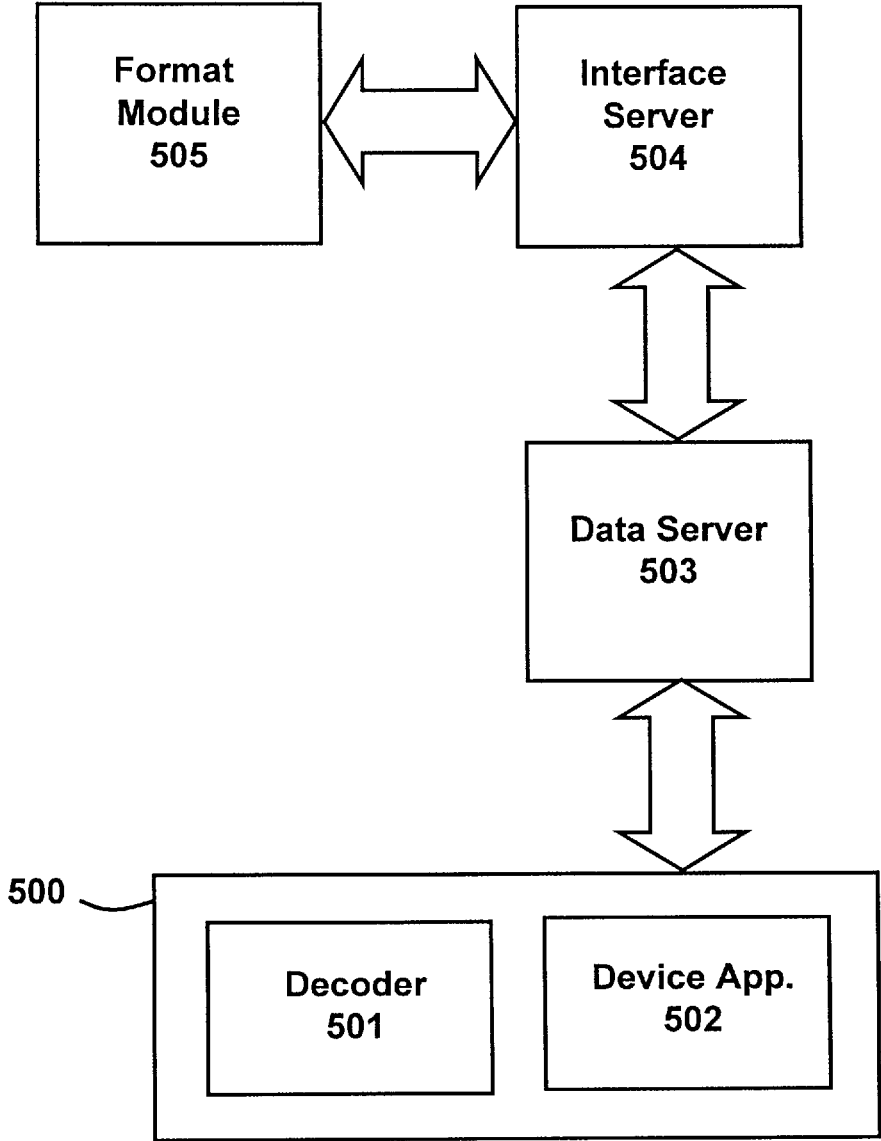 Format
Module
505
Interface
Server
504
Data Server
503
500
Decoder
501
Device App.
502